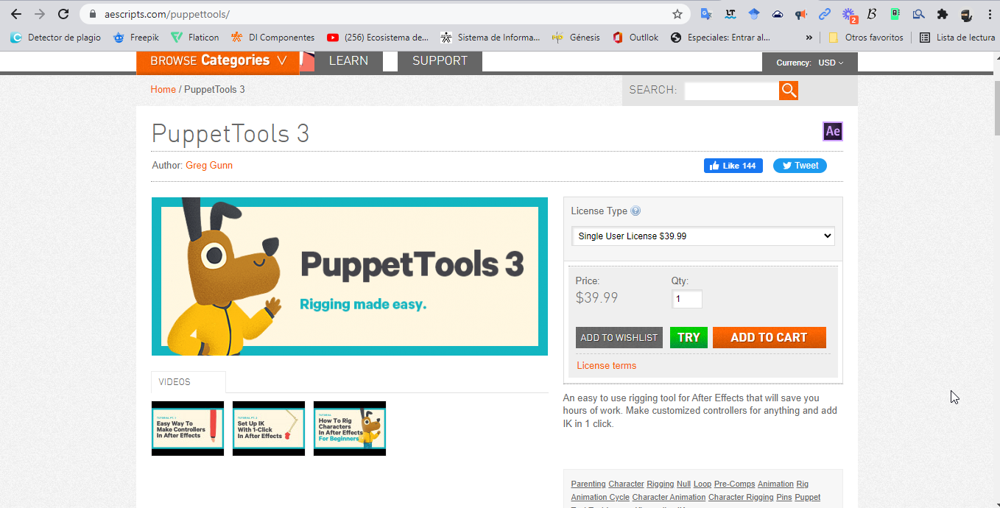 aescripts.com/puppettools/
LT
2
Detector de plagio
Freepik
Flaticon
DI Componentes
(256) Ecosistema de...
Sistema de Informa...
Génesis
Outllok
Especiales: Entrar al...
»
Otros favoritos
Lista de lectura
BROWSE Categories
LEARN
SUPPORT
Currency: USD
Home / PuppetTools 3
SEARCH:
PuppetTools 3
Ae
Author: Greg Gunn
Like 144
Tweet
PuppetTools 3
Rigging made easy.
License Type ?
Single User License $39.99
Price:
Qty:
$39.99
1
ADD TO WISHLIST
TRY
ADD TO CART
License terms
VIDEOS
TUTORIAL PT. 1
Easy Way To
Make Controllers
In After Effects
TUTORIAL PT. 2
Set Up IK
With 1-Click
In After Effects
TUTORIAL
How To Rig
Characters
In After Effects
For Beginners
An easy to use rigging tool for After Effects that will save you
hours of work. Make customized controllers for anything and add
IK in 1 click.
Parenting Character Rigging Null Loop Pre-Comps Animation Rig
Animation Cycle Character Animation Character Rigging Pins Puppet